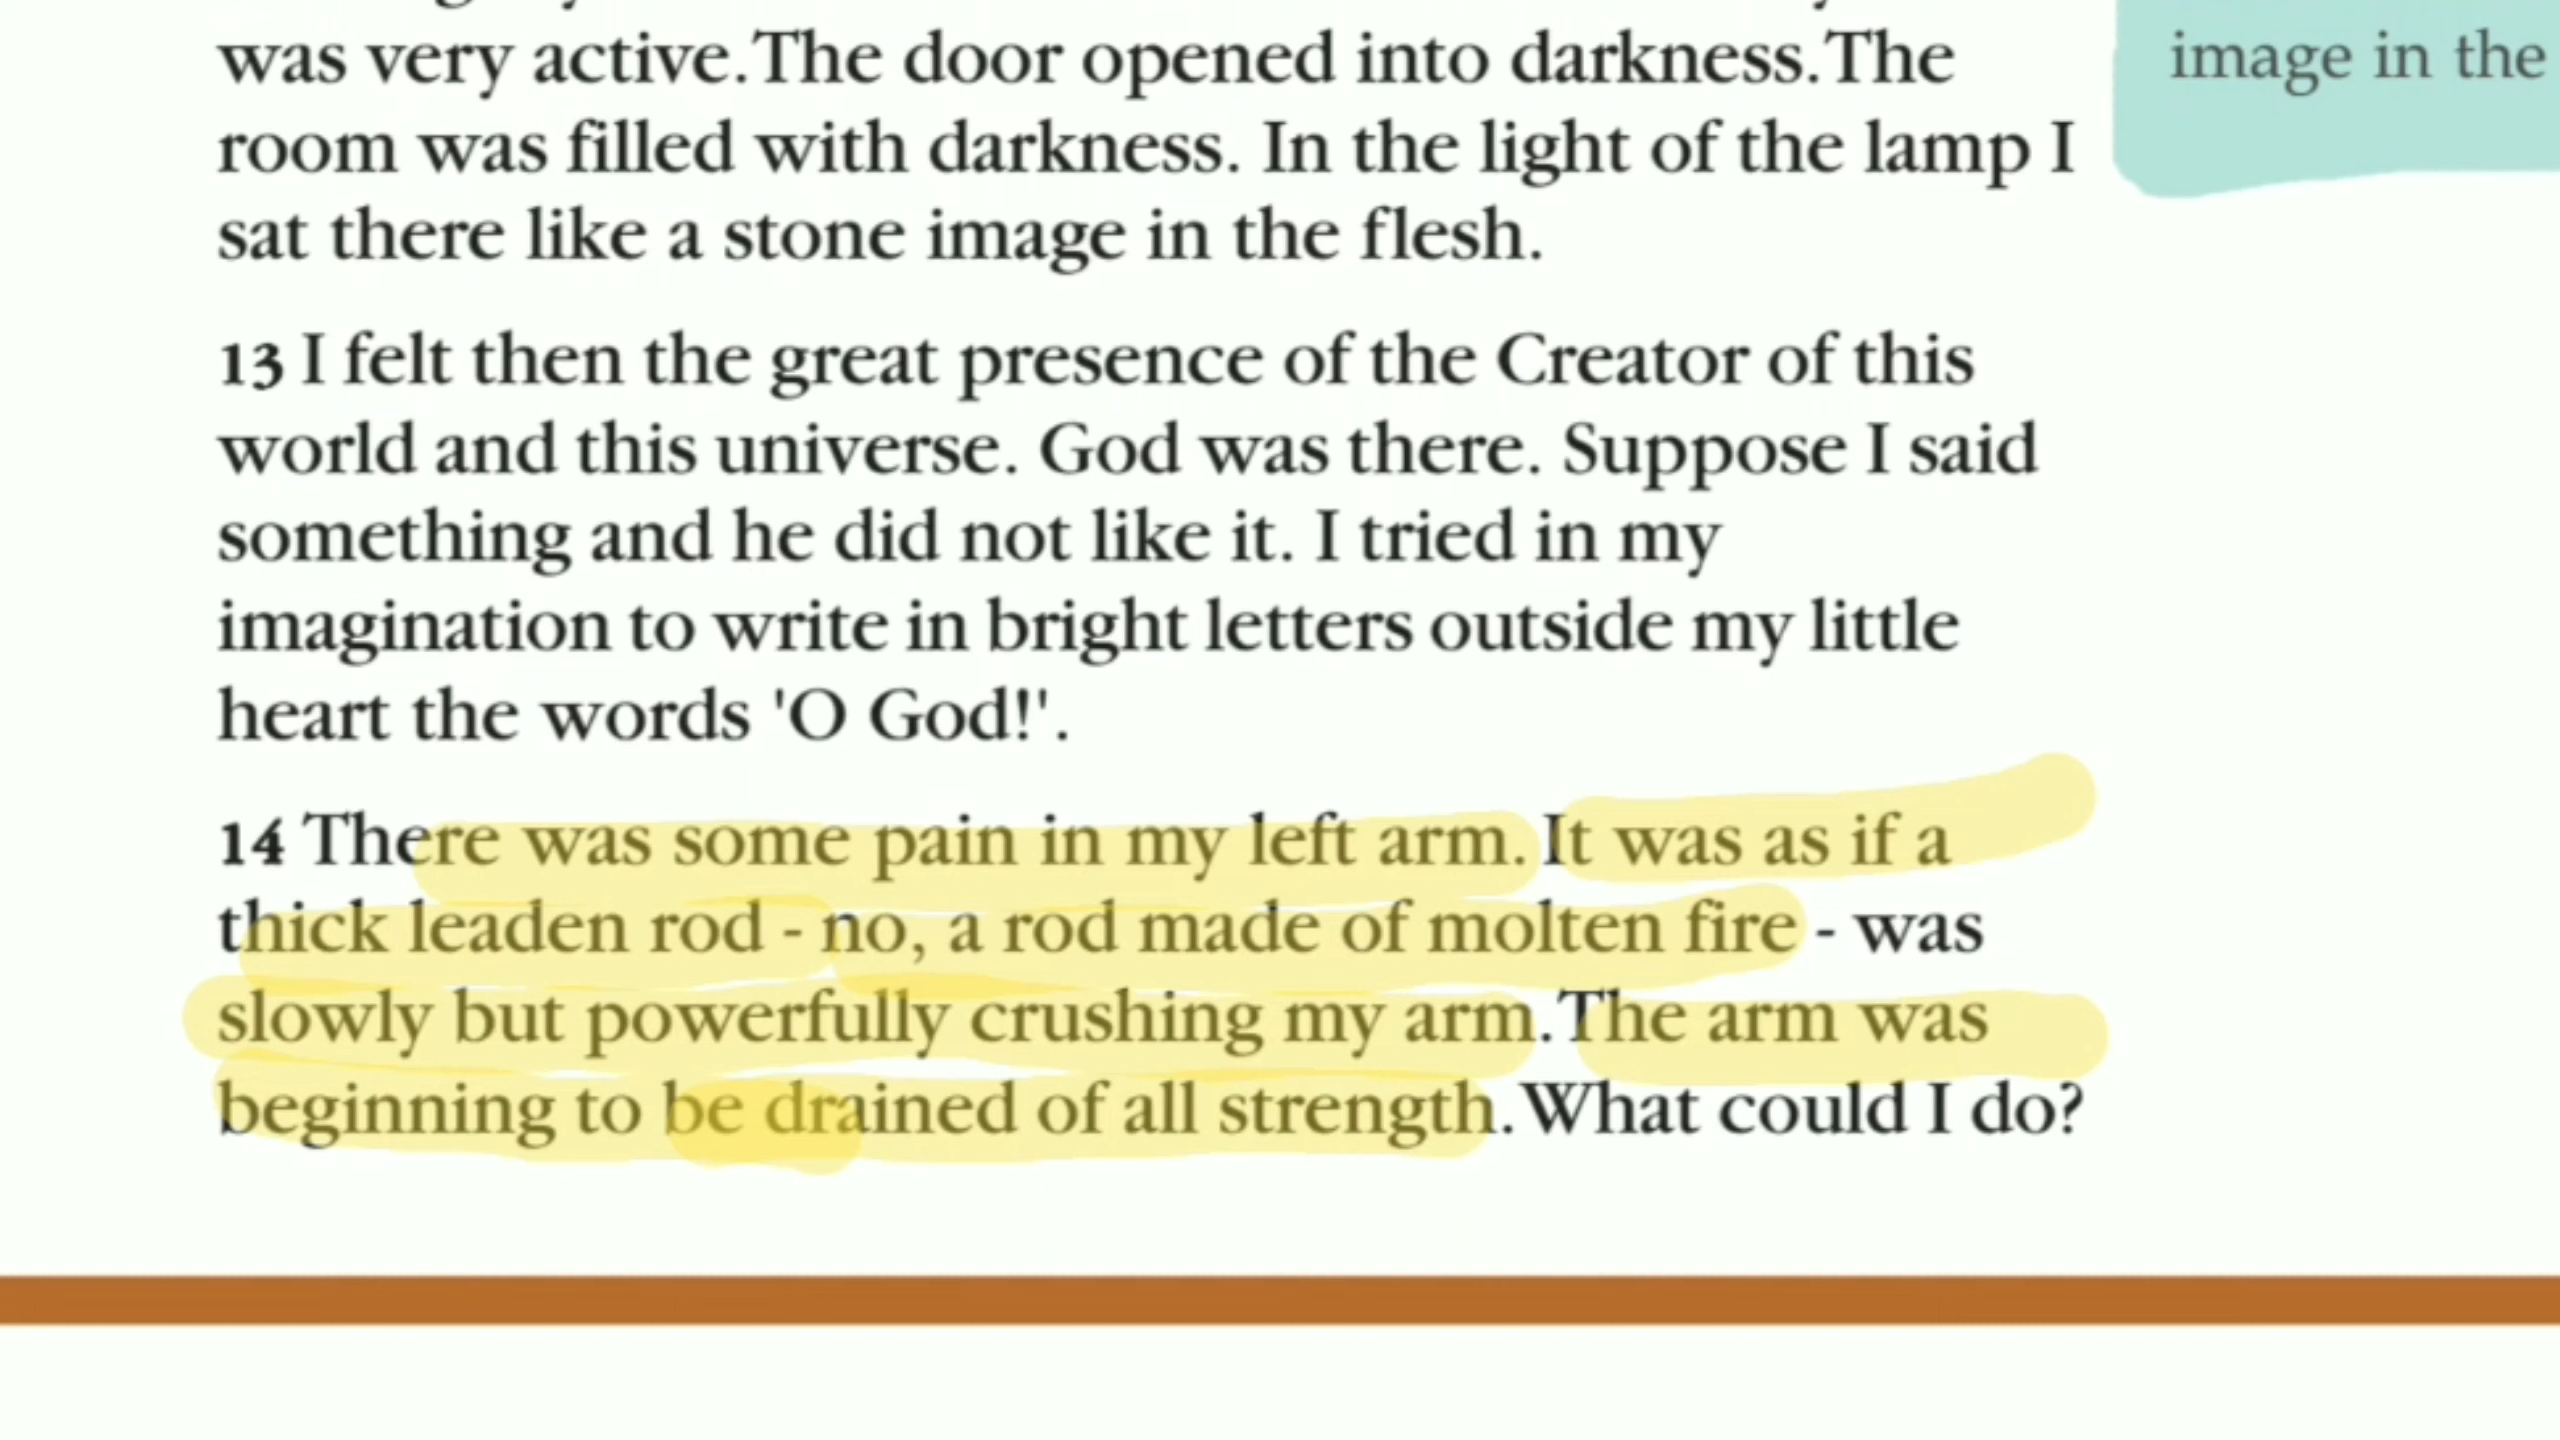 was very active.The door opened into darkness.The
room was filled with darkness. In the light of the lamp I
sat there like a stone image in the flesh.
image in the
13 I felt then the great presence of the Creator of this
world and this universe. God was there. Suppose I said
something and he did not like it. I tried in my
imagination to write in bright letters outside my little
heart the words 'O God!'.
14 There was some pain in my left arm. It was as if a
thick leaden rod - no, a rod made of molten fire - was
slowly but powerfully crushing my arm.The arm was
beginning to be drained of all strength.What could I do?